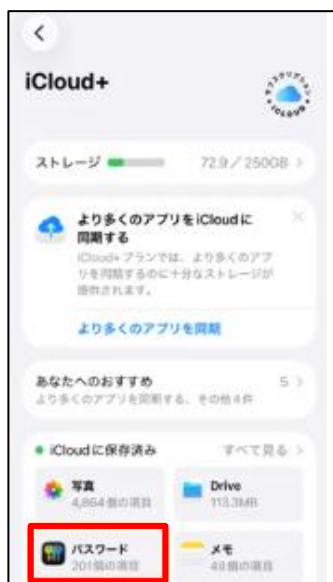 iCloud+
ストレージ 72.9 / 250GB
より多くのアプリをiCloudに
同期する
iCloud+プランでは、より多くのアプ
リを同期するのに十分なストレージが
提供されます。
より多くのアプリを同期
あなたへのおすすめ 5
より多くのアプリを同期する、その他4件
iCloudに保存済み すべて見る
写真
4,864個の項目
Drive
113.3MB
パスワード
201個の項目
メモ
48個の項目